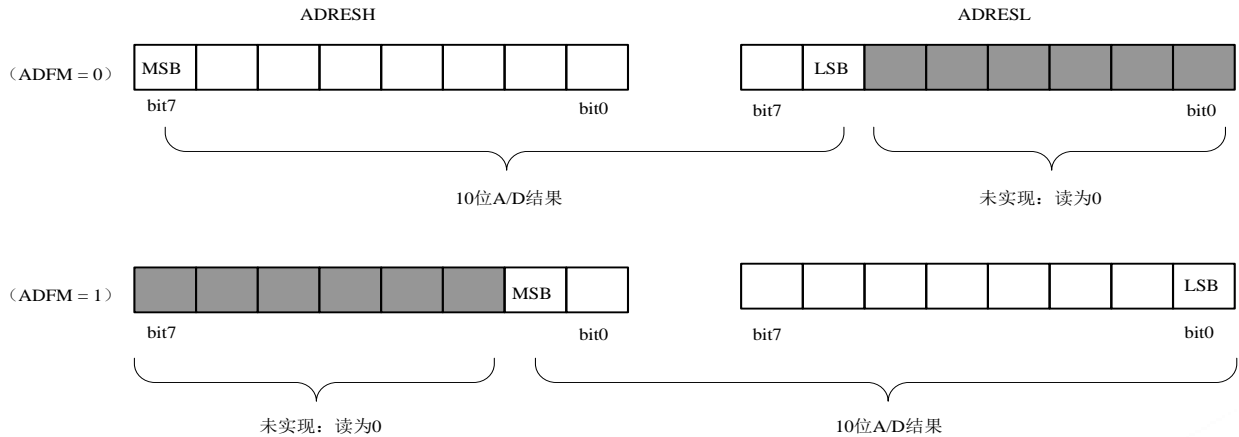 ADRESH ADRESL
（ADFM = 0） MSB LSB
bit7 bit0 bit7 bit0
10位A/D结果 未实现：读为0
（ADFM = 1） MSB LSB
bit7 bit0 bit7 bit0
未实现：读为0 10位A/D结果